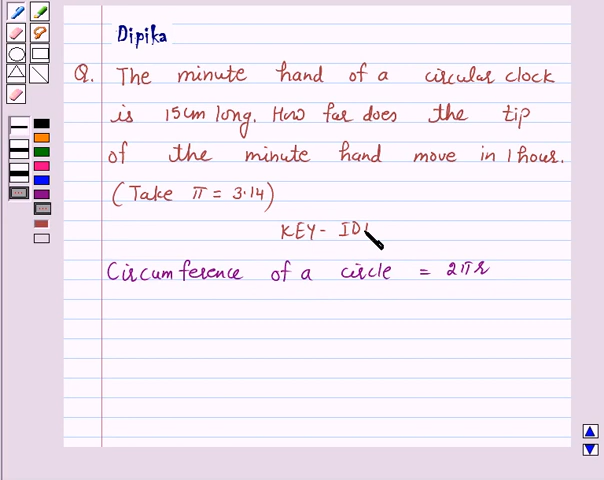 Dipika
Q. The minute hand of a circular clock
is 15cm long. How far does the tip
of the minute hand move in 1 hour.
(Take π = 3.14)
KEY - ID
Circumference of a circle = 2πr